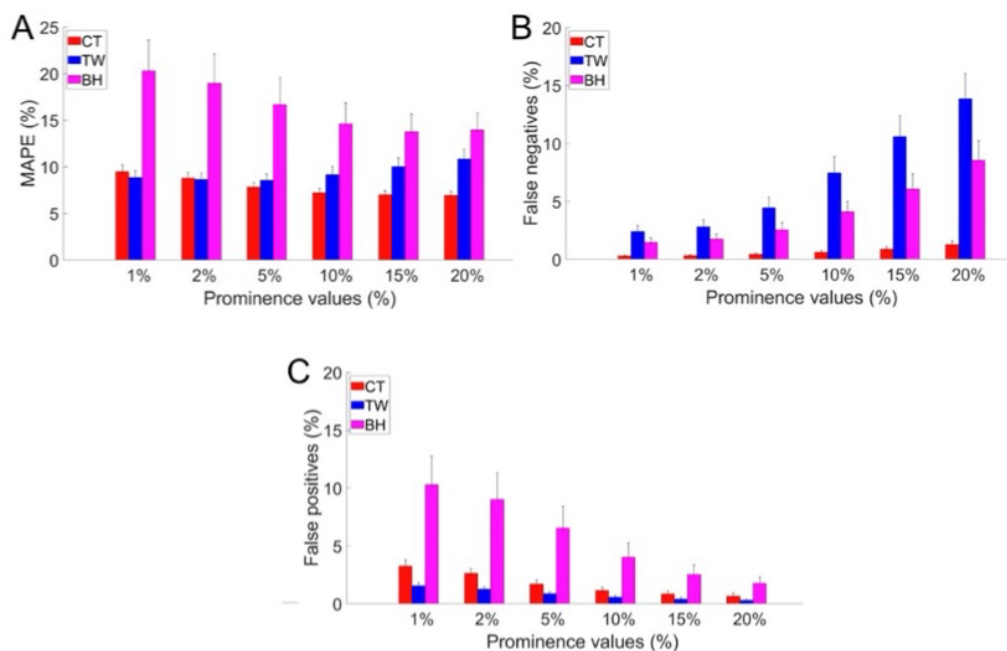 A
25
20
15
10
5
0
MAPE (%)
CT
TW
BH
1% 2% 5% 10% 15% 20%
Prominence values (%)
B
20
15
10
5
0
False negatives (%)
CT
TW
BH
1% 2% 5% 10% 15% 20%
Prominence values (%)
C
20
15
10
5
0
False positives (%)
CT
TW
BH
1% 2% 5% 10% 15% 20%
Prominence values (%)